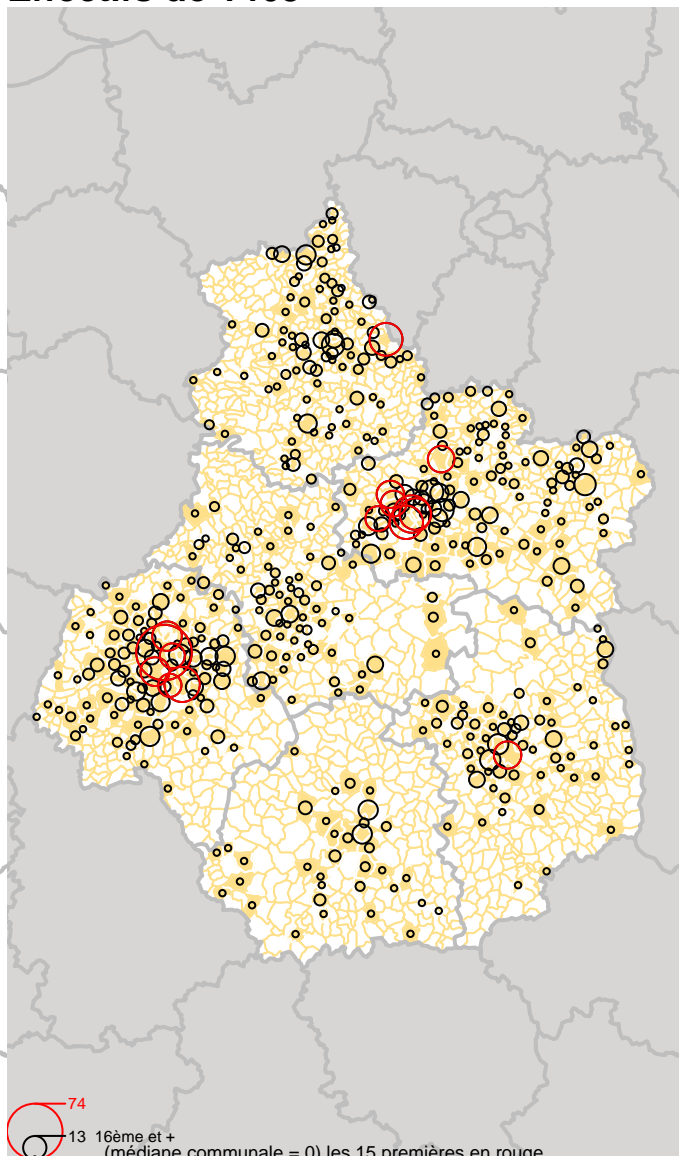 74
13 16ème et +
(médiane communale = 0) les 15 premières en rouge